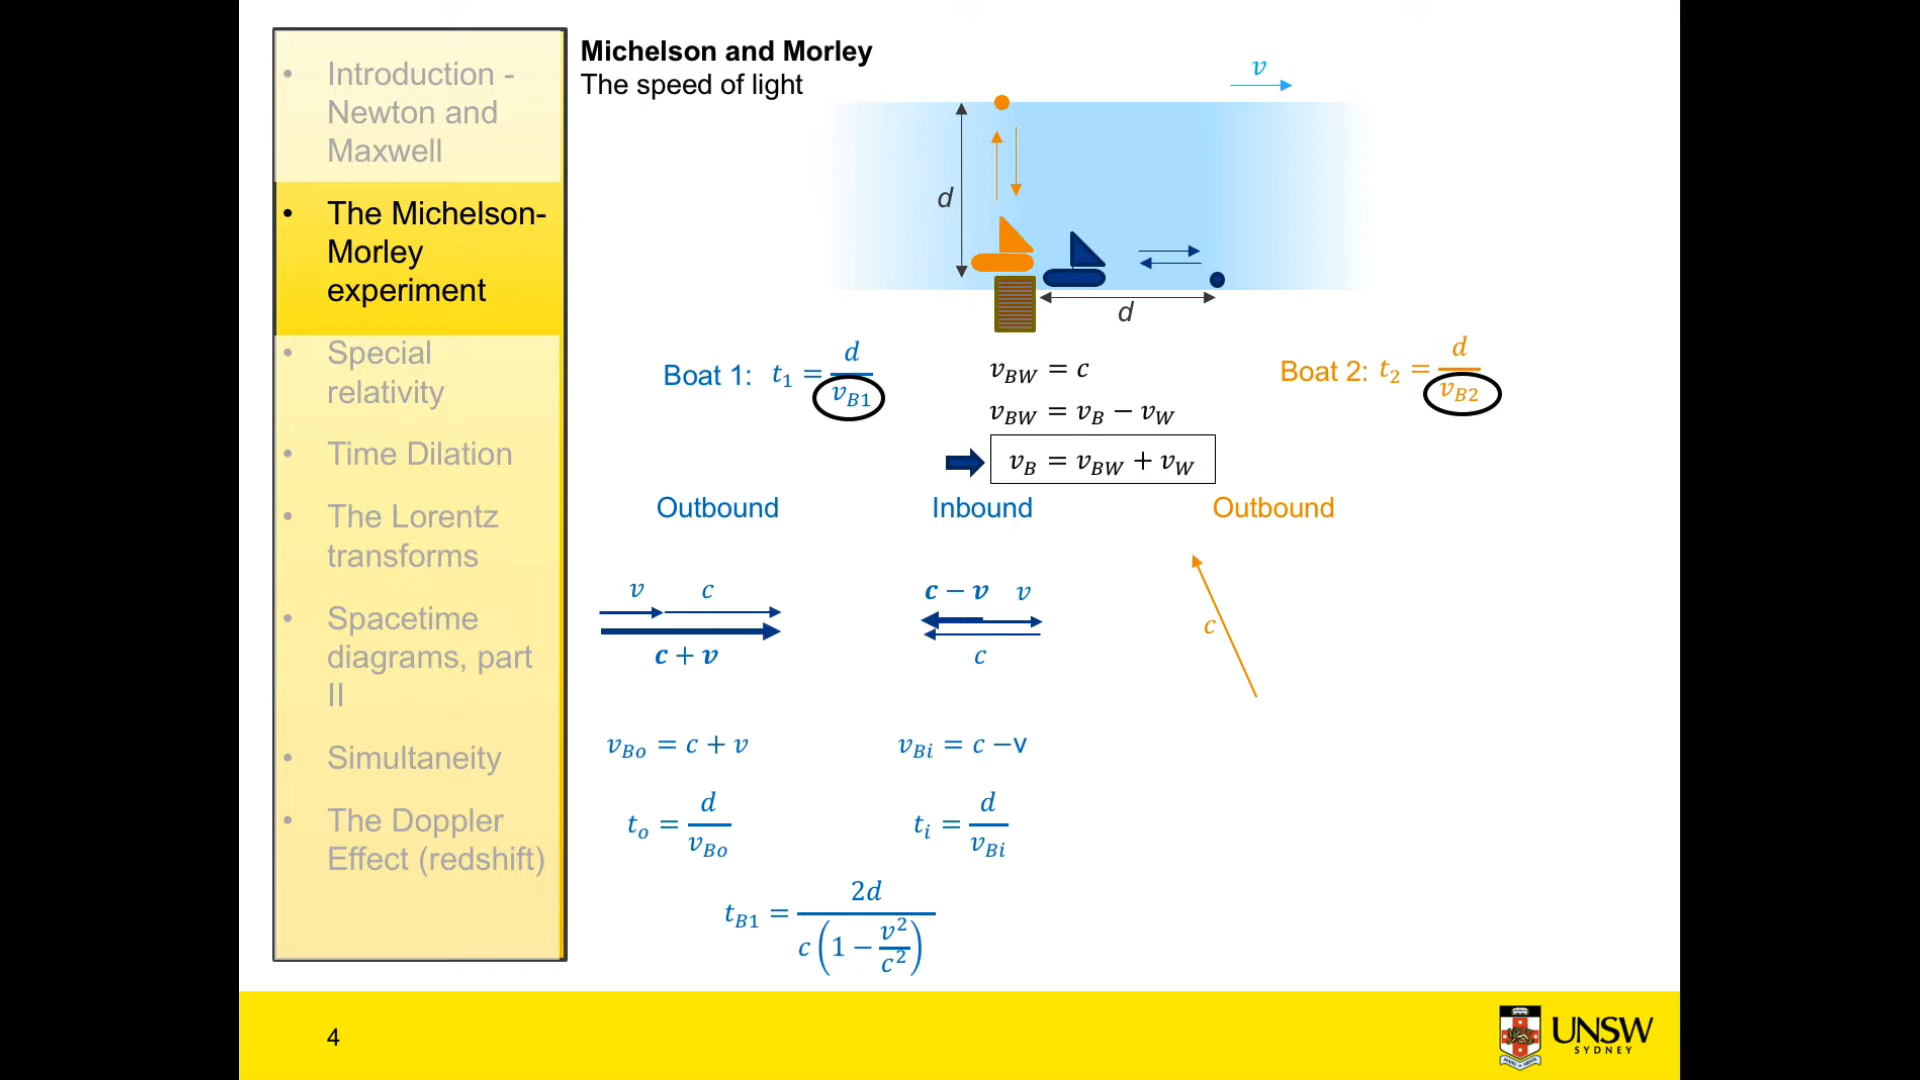 • Introduction -
Newton and
Maxwell
• The Michelson-
Morley
experiment
• Special
relativity
• Time Dilation
• The Lorentz
transforms
• Spacetime
diagrams, part
II
• Simultaneity
• The Doppler
Effect (redshift)
Michelson and Morley
The speed of light
v
d
d
Boat 1: t₁ = d/v_B1
v_BW = c
v_BW = v_B − v_W
v_B = v_BW + v_W
Boat 2: t₂ = d/v_B2
Outbound
Inbound
Outbound
v c
c + v
c − v v
c
c
v_Bo = c + v
v_Bi = c −v
t_o = d/v_Bo
t_i = d/v_Bi
t_B1 = 2d/(c(1 − v²/c²))
4
UNSW
SYDNEY